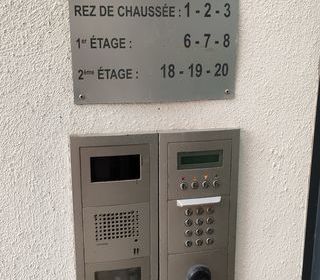 REZ DE CHAUSSÉE : 1 - 2 - 3
1er ÉTAGE : 6 - 7 - 8
2ème ÉTAGE : 18 - 19 - 20